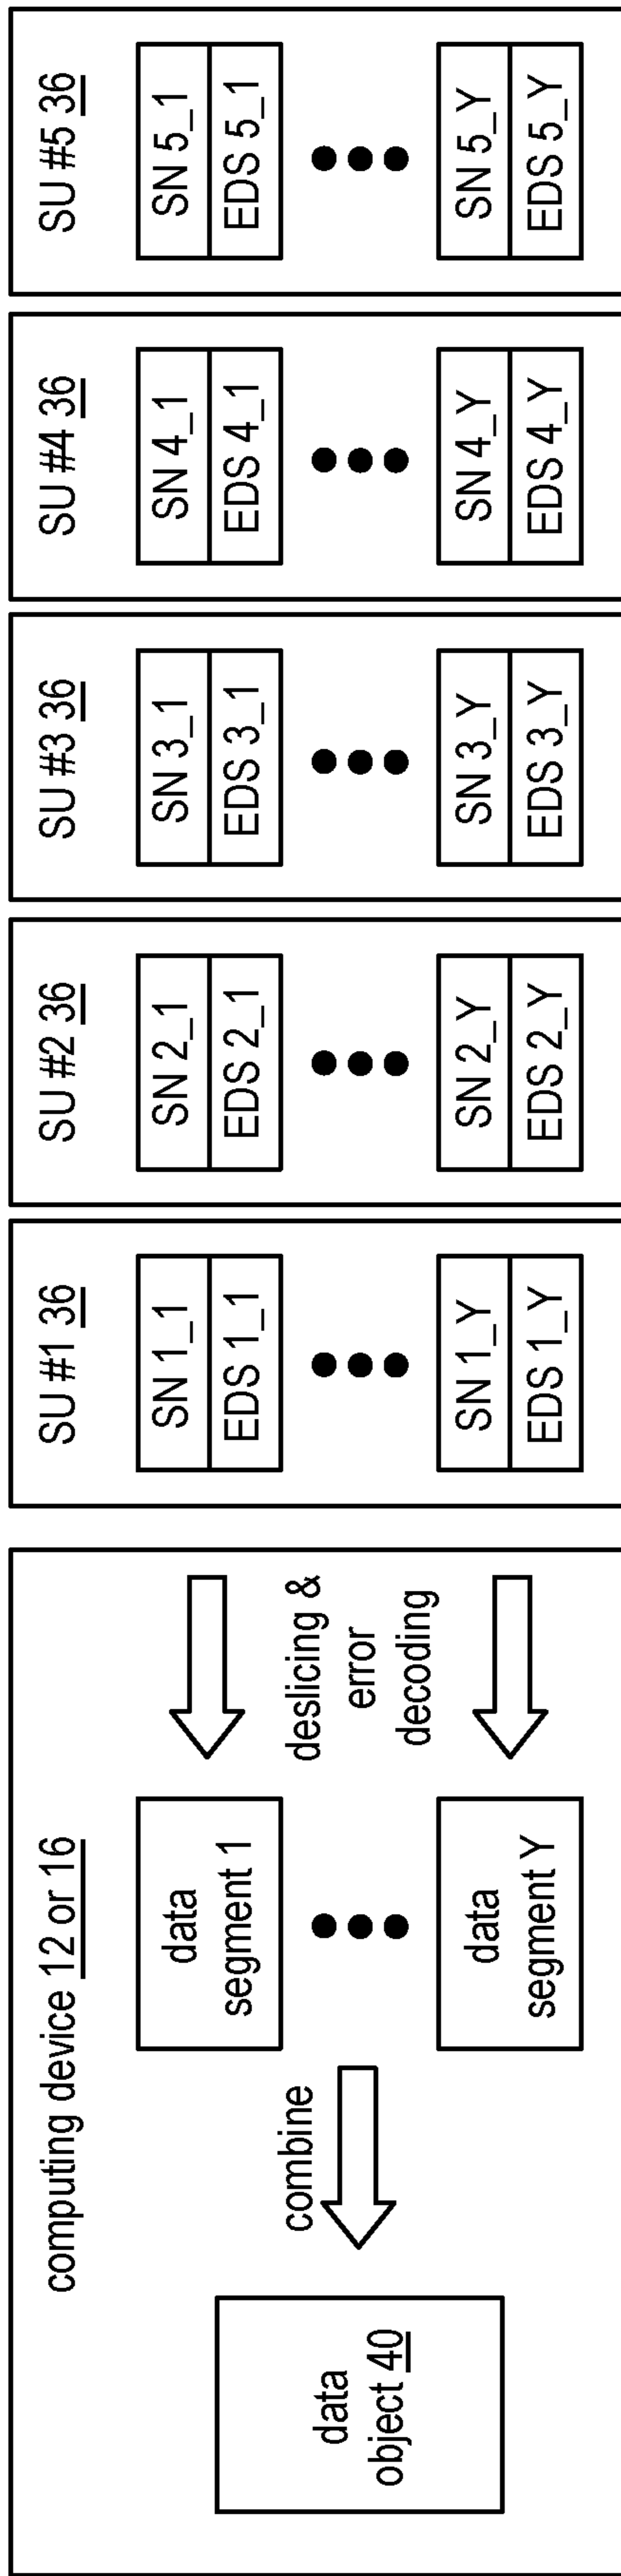 computing device 12 or 16
data
object 40
combine
data
segment 1
data
segment Y
deslicing &
error
decoding
SU #1 36
SN 1_1
EDS 1_1
SN 1_Y
EDS 1_Y
SU #2 36
SN 2_1
EDS 2_1
SN 2_Y
EDS 2_Y
SU #3 36
SN 3_1
EDS 3_1
SN 3_Y
EDS 3_Y
SU #4 36
SN 4_1
EDS 4_1
SN 4_Y
EDS 4_Y
SU #5 36
SN 5_1
EDS 5_1
SN 5_Y
EDS 5_Y